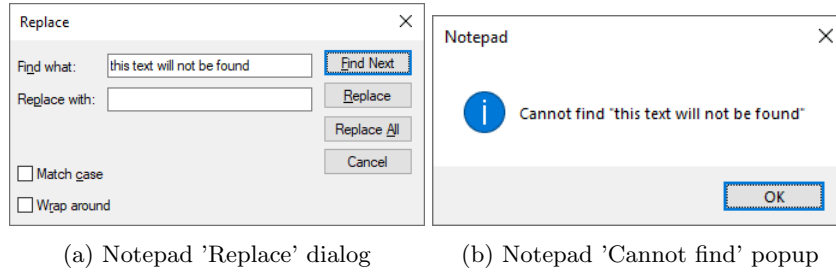 Replace
Find what: this text will not be found Find Next
Replace with: Replace
Replace All
Cancel
Match case
Wrap around
(a) Notepad 'Replace' dialog
Notepad
i Cannot find "this text will not be found"
OK
(b) Notepad 'Cannot find' popup